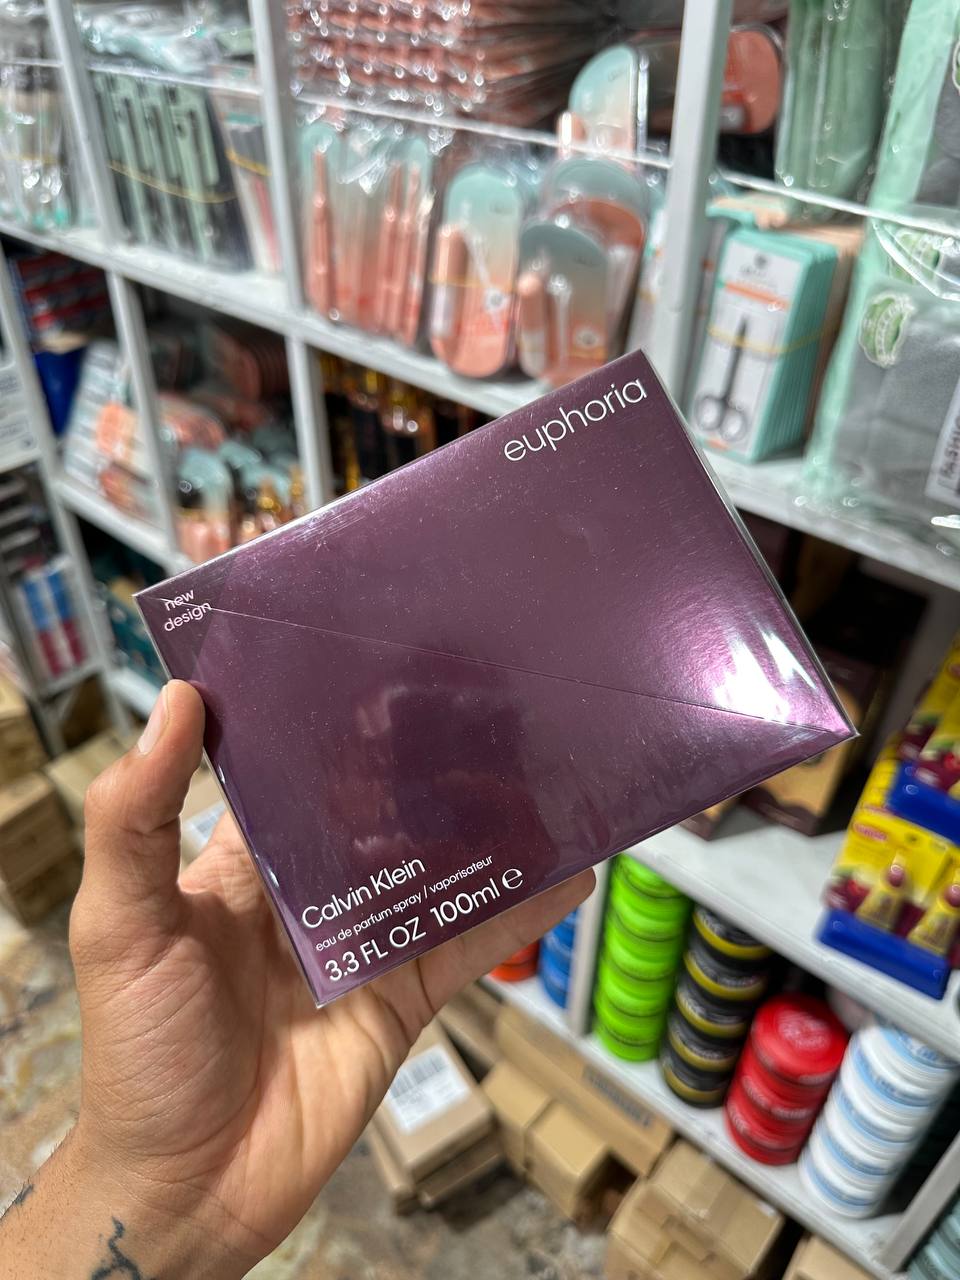 euphoria
new
design
Calvin Klein
eau de parfum spray / vaporisateur
3.3 FL OZ 100ml ℮